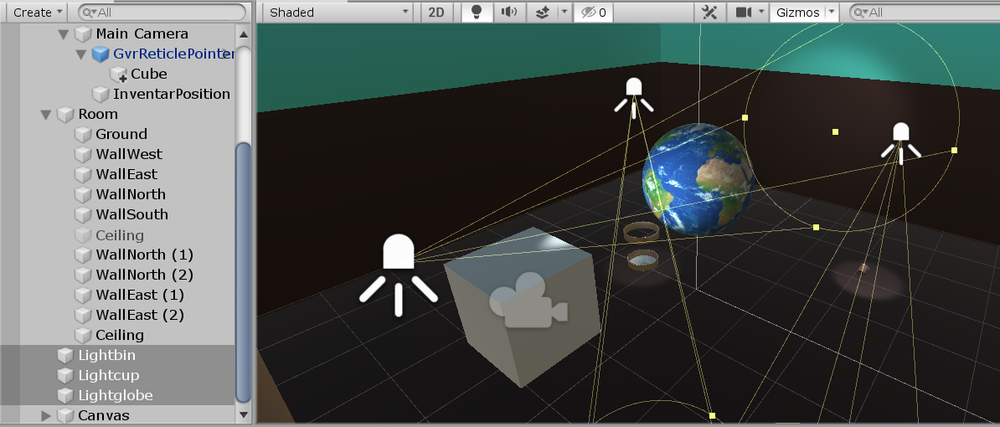 Create
All
Shaded
2D
0
Gizmos
All
Main Camera
GvrReticlePointer
Cube
InventarPosition
Room
Ground
WallWest
WallEast
WallNorth
WallSouth
Ceiling
WallNorth (1)
WallNorth (2)
WallEast (1)
WallEast (2)
Ceiling
Lightbin
Lightcup
Lightglobe
Canvas